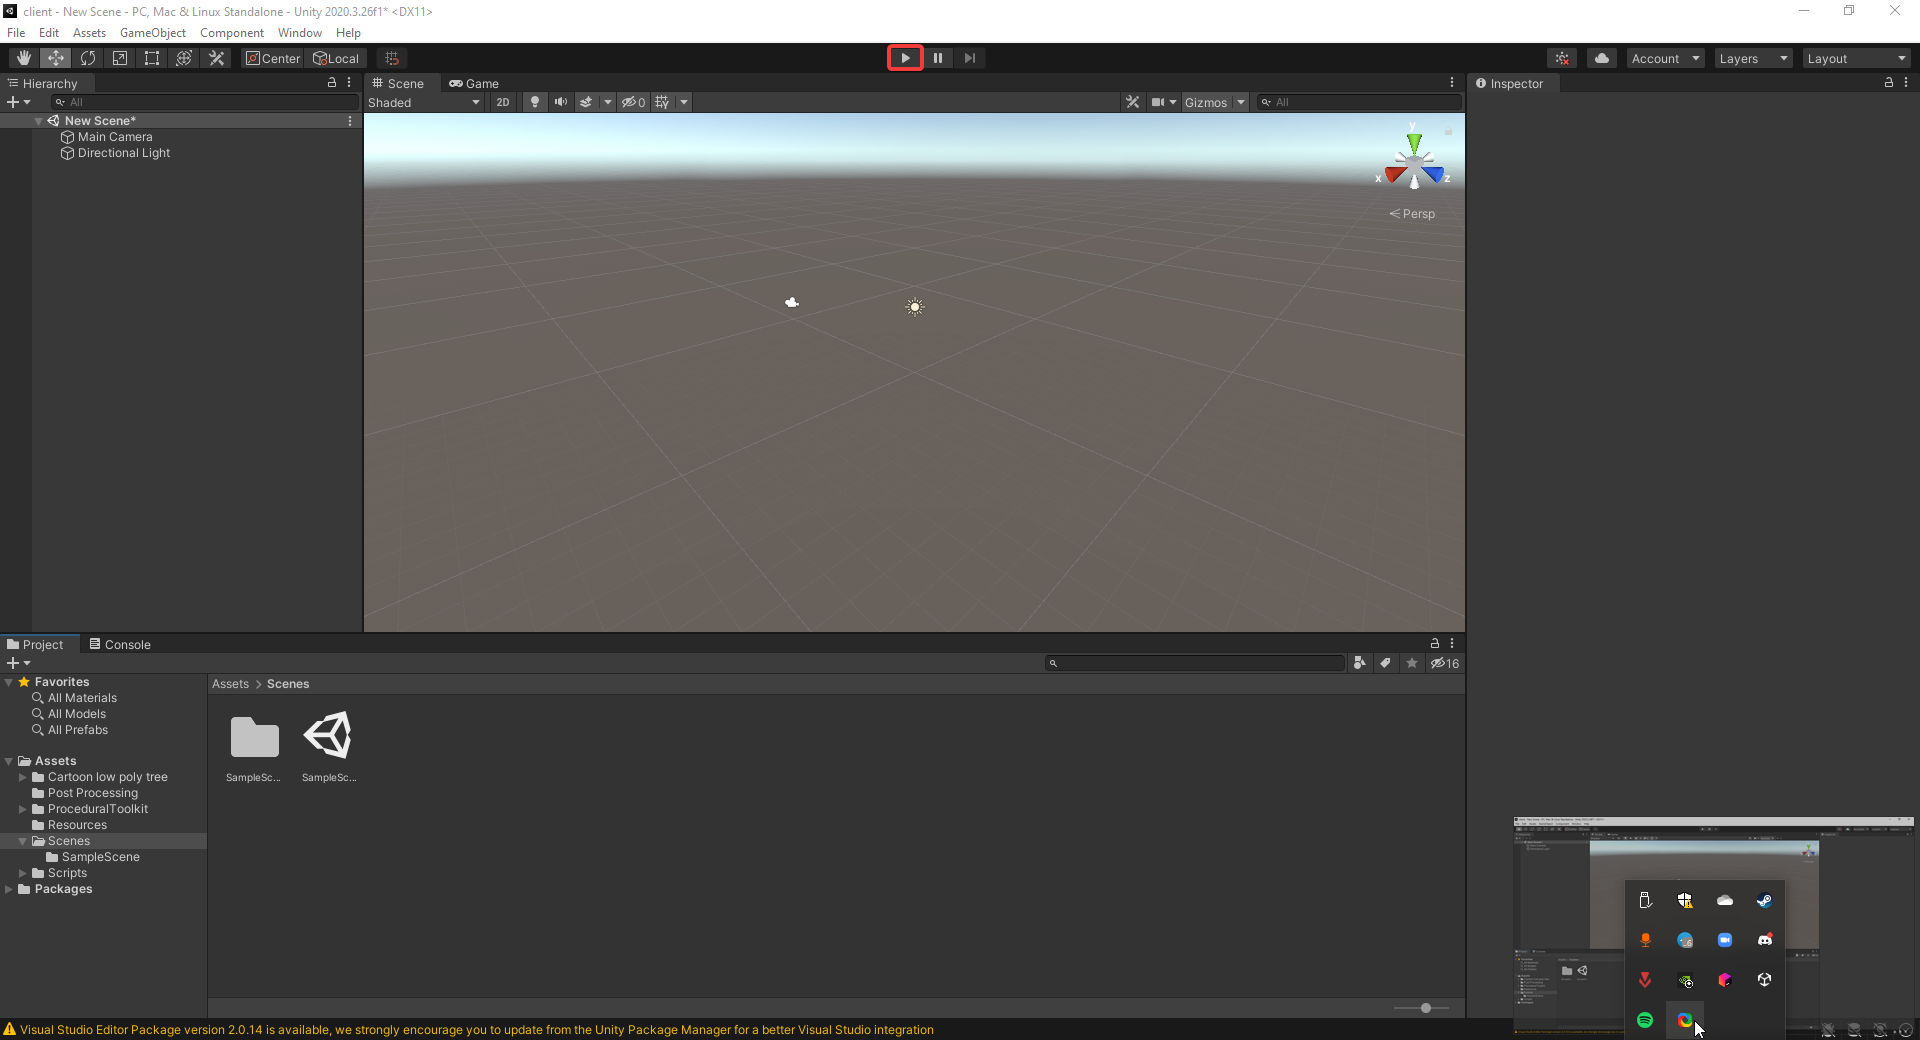 client - New Scene - PC, Mac & Linux Standalone - Unity 2020.3.26f1* <DX11>
File Edit Assets GameObject Component Window Help
Center Local Account Layers Layout
Hierarchy Scene Game Inspector
All Shaded 2D 0 Gizmos All
New Scene*
Main Camera
Directional Light
y
x z
Persp
Project Console
16
Favorites Assets > Scenes
All Materials
All Models
All Prefabs
SampleSc... SampleSc...
Assets
Cartoon low poly tree
Post Processing
ProceduralToolkit
Resources
Scenes
SampleScene
Scripts
Packages
Visual Studio Editor Package version 2.0.14 is available, we strongly encourage you to update from the Unity Package Manager for a better Visual Studio integration